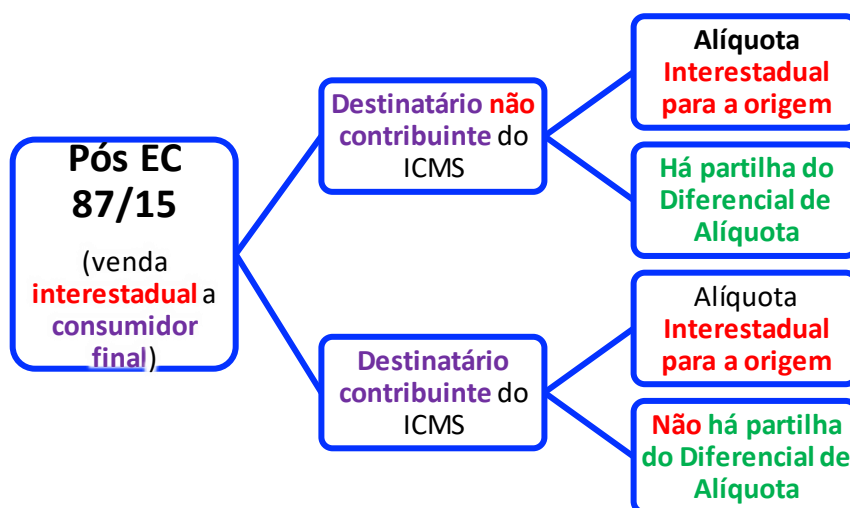 Pós EC
87/15
(venda
interestadual a
consumidor
final)
Destinatário não
contribuinte do
ICMS
Alíquota
Interestadual
para a origem
Há partilha do
Diferencial de
Alíquota
Destinatário
contribuinte do
ICMS
Alíquota
Interestadual
para a origem
Não há partilha
do Diferencial de
Alíquota